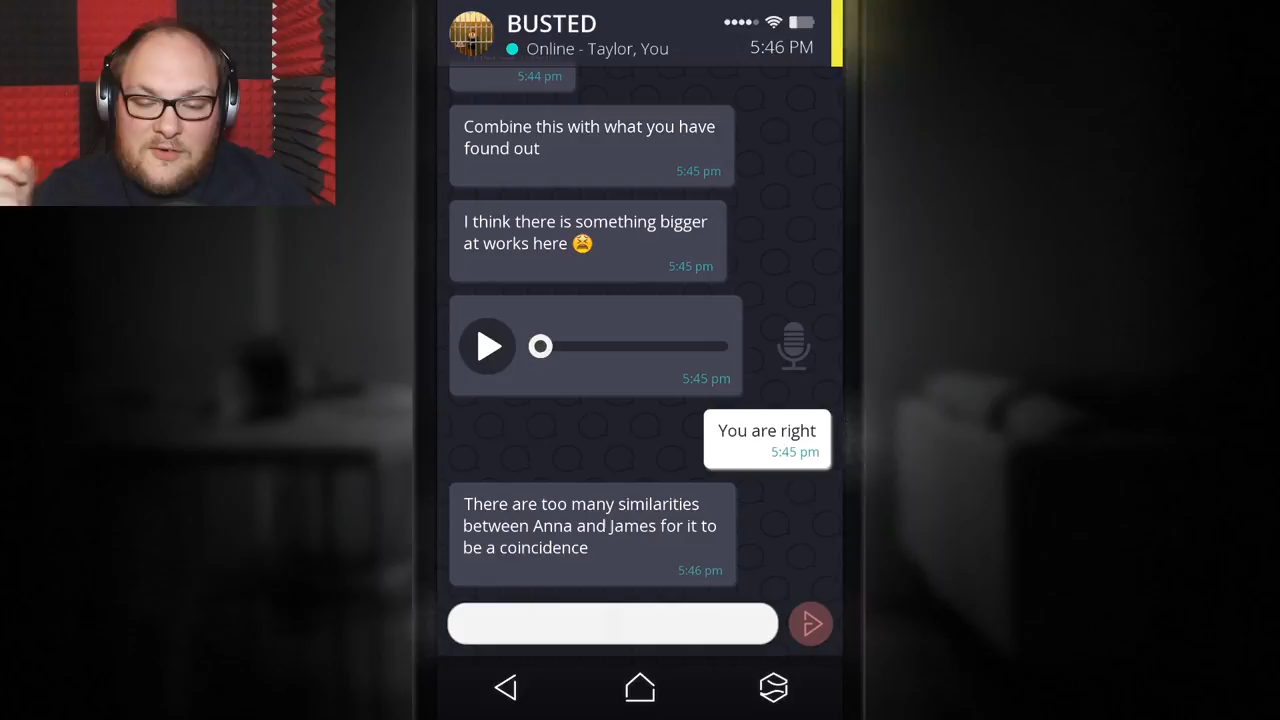 BUSTED
Online - Taylor, You
5:46 PM
5:44 pm
Combine this with what you have
found out
5:45 pm
I think there is something bigger
at works here 😫
5:45 pm
5:45 pm
You are right
5:45 pm
There are too many similarities
between Anna and James for it to
be a coincidence
5:46 pm